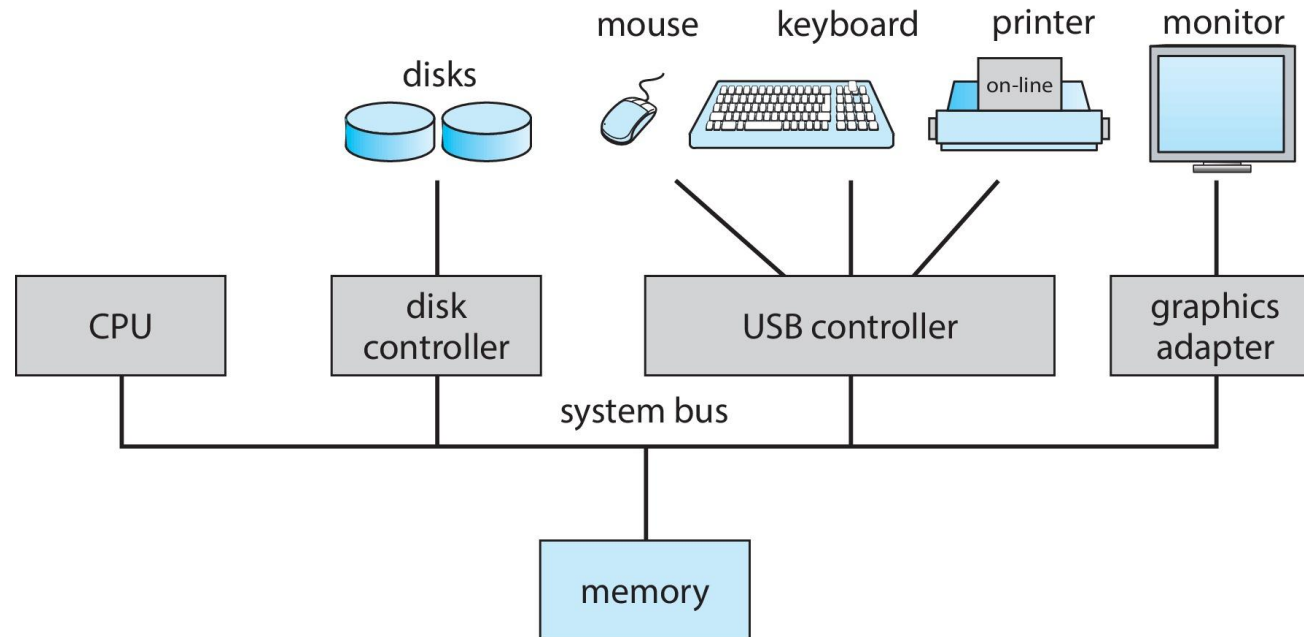 mouse
keyboard
printer
monitor
disks
on-line
CPU
disk
controller
USB controller
graphics
adapter
system bus
memory